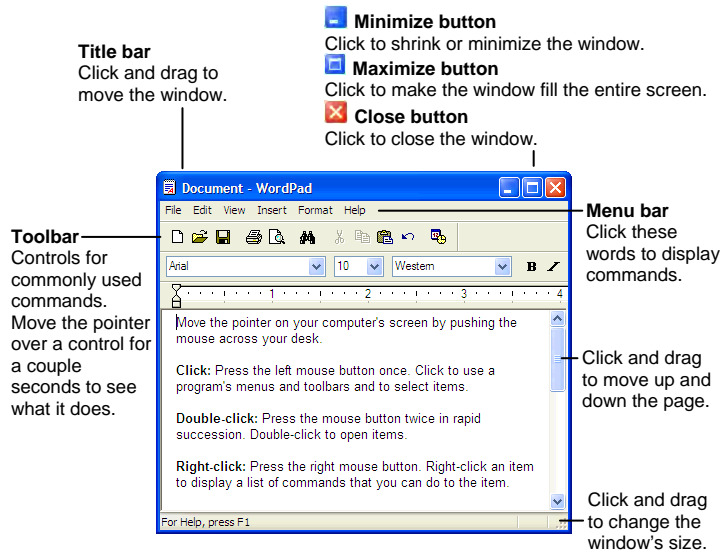 Minimize button
Click to shrink or minimize the window.
Maximize button
Click to make the window fill the entire screen.
Close button
Click to close the window.
Title bar
Click and drag to
move the window.
Document - WordPad
File Edit View Insert Format Help
Menu bar
Click these
words to display
commands.
Toolbar
Controls for
commonly used
commands.
Move the pointer
over a control for
a couple
seconds to see
what it does.
Arial 10 Western B I
1 2 3 4
Move the pointer on your computer's screen by pushing the
mouse across your desk.
Click: Press the left mouse button once. Click to use a
program's menus and toolbars and to select items.
Double-click: Press the mouse button twice in rapid
succession. Double-click to open items.
Right-click: Press the right mouse button. Right-click an item
to display a list of commands that you can do to the item.
Click and drag
to move up and
down the page.
For Help, press F1
Click and drag
to change the
window's size.